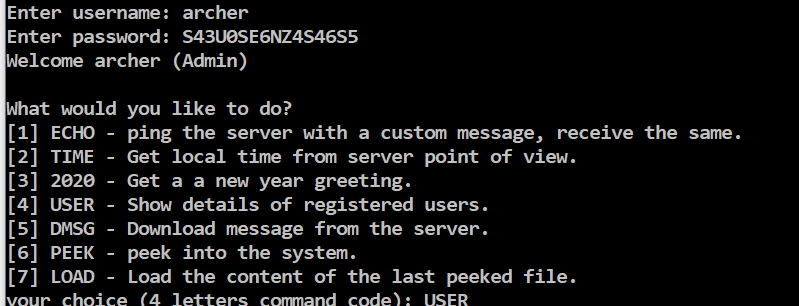 Enter username: archer
Enter password: S43U0SE6NZ4S46S5
Welcome archer (Admin)
What would you like to do?
[1] ECHO - ping the server with a custom message, receive the same.
[2] TIME - Get local time from server point of view.
[3] 2020 - Get a a new year greeting.
[4] USER - Show details of registered users.
[5] DMSG - Download message from the server.
[6] PEEK - peek into the system.
[7] LOAD - Load the content of the last peeked file.
your choice (4 letters command code): USER